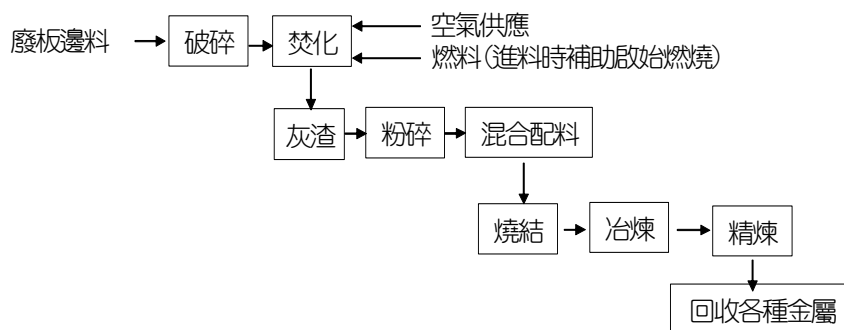 空氣供應
廢板邊料
破碎
焚化
燃料(進料時補助啟始燃燒)
灰渣
粉碎
混合配料
燒結
冶煉
精煉
回收各種金屬